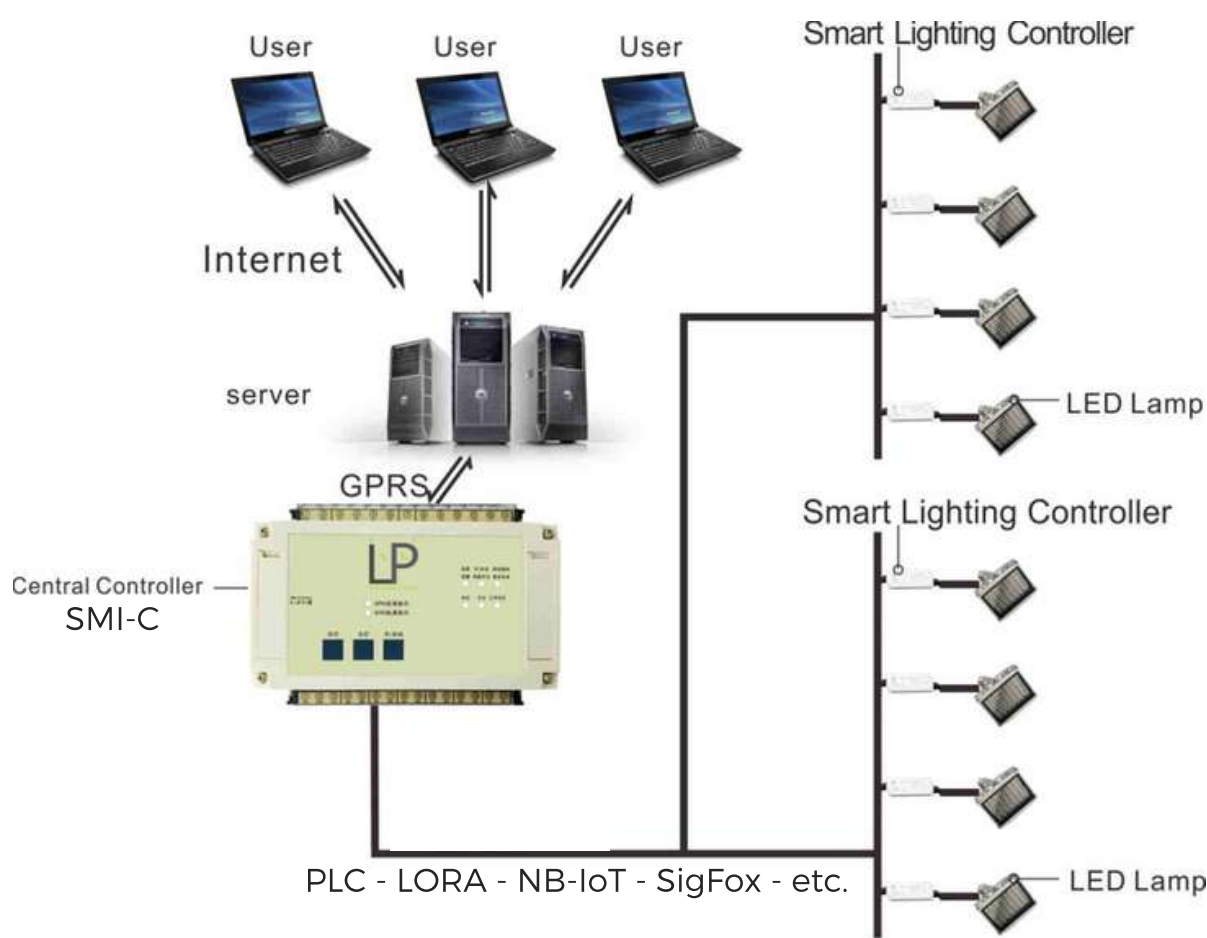 User
User
User
Smart Lighting Controller
Internet
server
LED Lamp
GPRS
Smart Lighting Controller
LP
Central Controller
SMI-C
PLC - LORA - NB-IoT - SigFox - etc.
LED Lamp